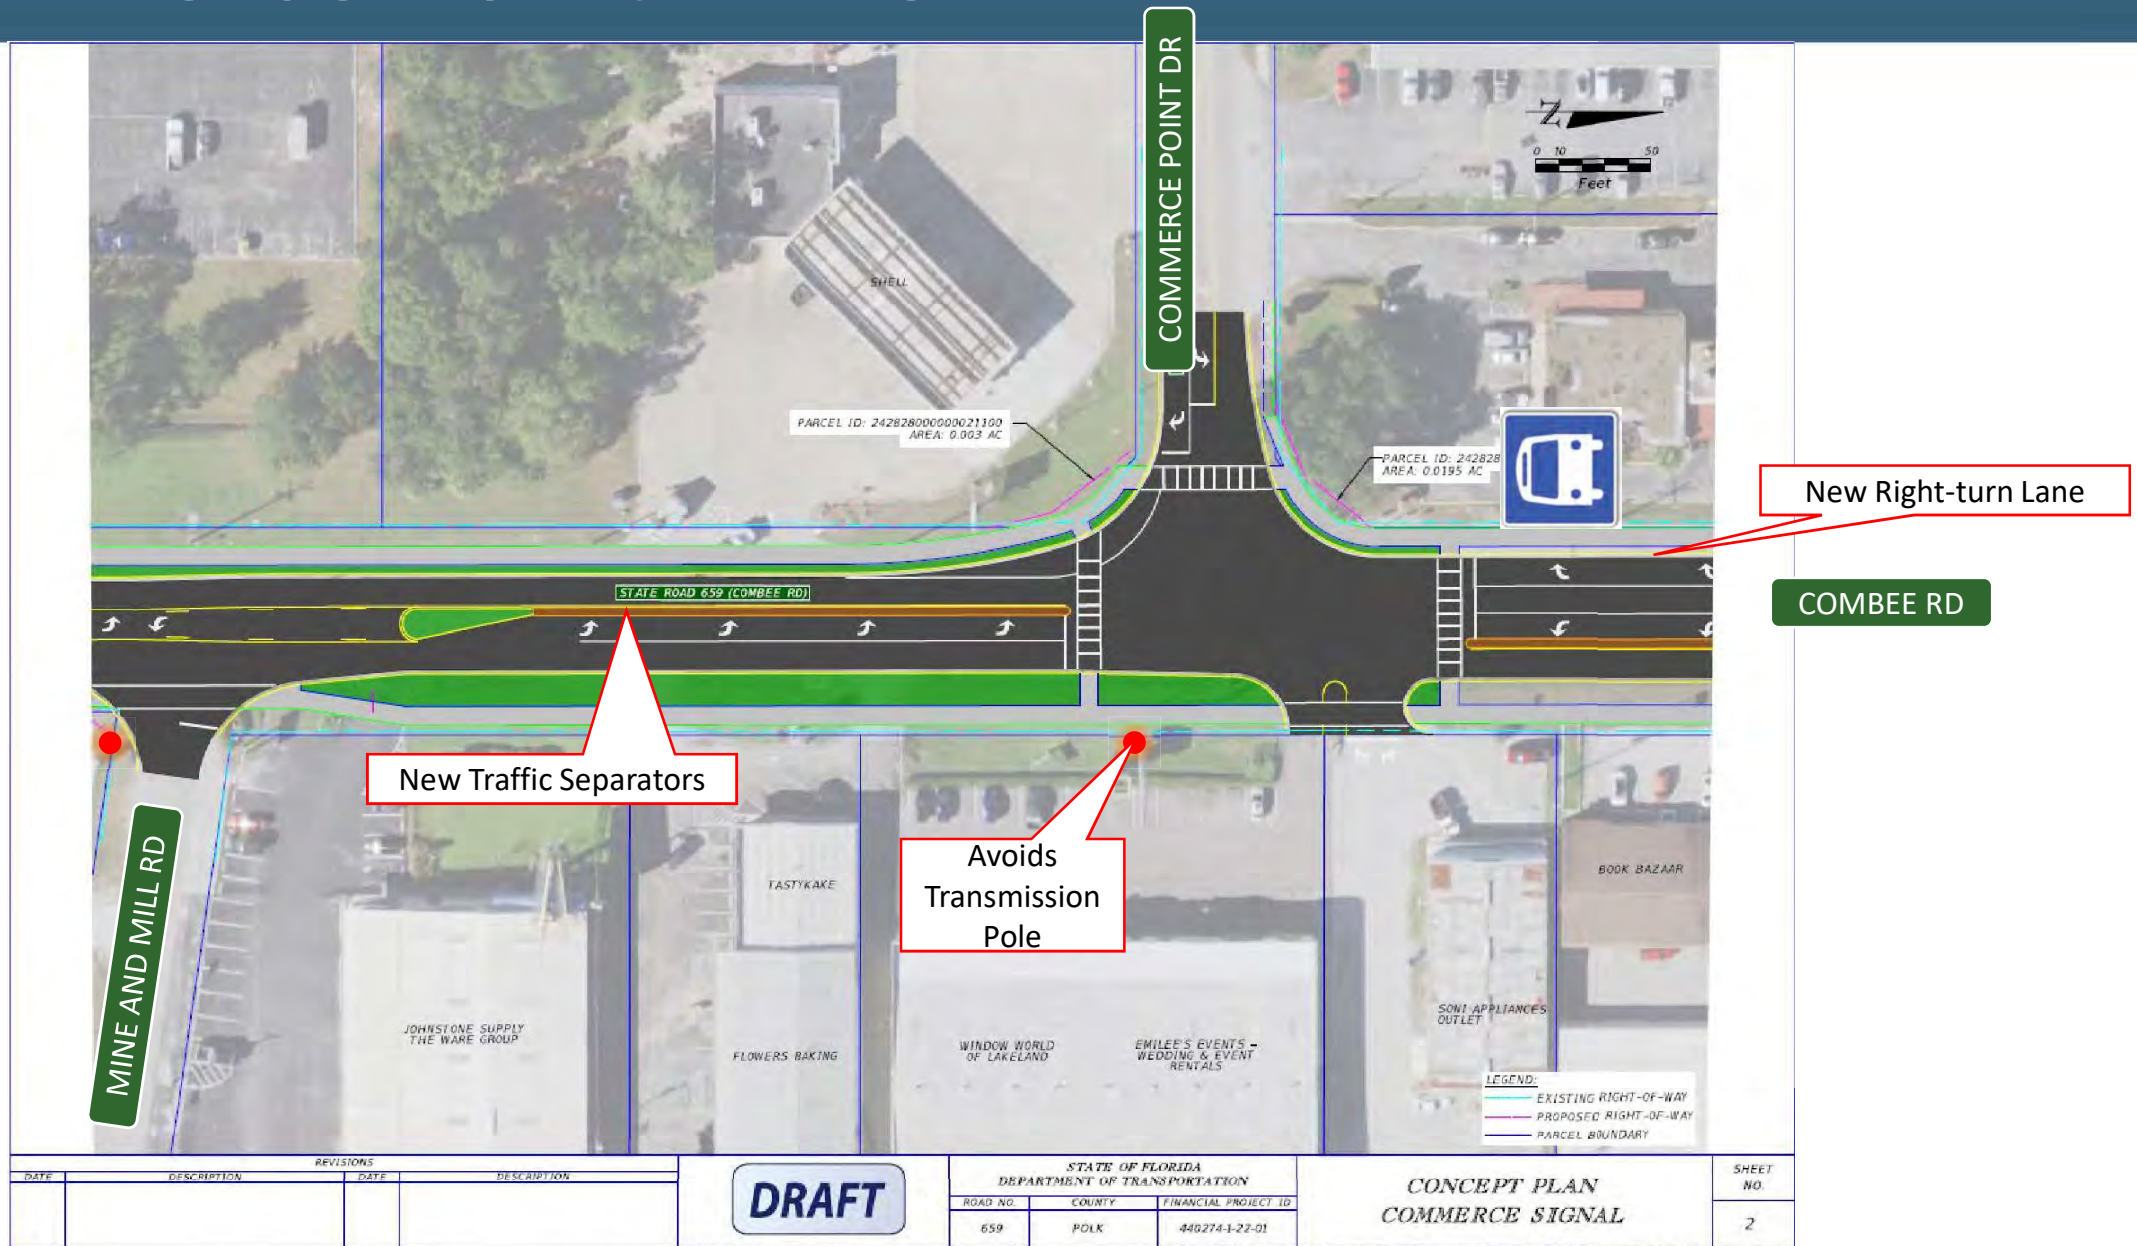 COMMERCE POINT DR
Z
0 10 50
Feet
SHELL
PARCEL ID: 242828000000021100
AREA: 0.003 AC
PARCEL ID: 242828
AREA: 0.0195 AC
New Right-turn Lane
STATE ROAD 659 (COMBEE RD)
COMBEE RD
New Traffic Separators
Avoids
Transmission
Pole
MINE AND MILL RD
TASTYKAKE
BOOK BAZAAR
JOHNSTONE SUPPLY
THE WARE GROUP
FLOWERS BAKING
WINDOW WORLD
OF LAKELAND
EMILEE'S EVENTS -
WEDDING & EVENT
RENTALS
SONI APPLIANCES
OUTLET
LEGEND:
EXISTING RIGHT-OF-WAY
PROPOSED RIGHT-OF-WAY
PARCEL BOUNDARY
REVISIONS
DATE DESCRIPTION DATE DESCRIPTION
DRAFT
STATE OF FLORIDA
DEPARTMENT OF TRANSPORTATION
ROAD NO. COUNTY FINANCIAL PROJECT ID
659 POLK 440274-1-22-01
CONCEPT PLAN
COMMERCE SIGNAL
SHEET
NO.
2